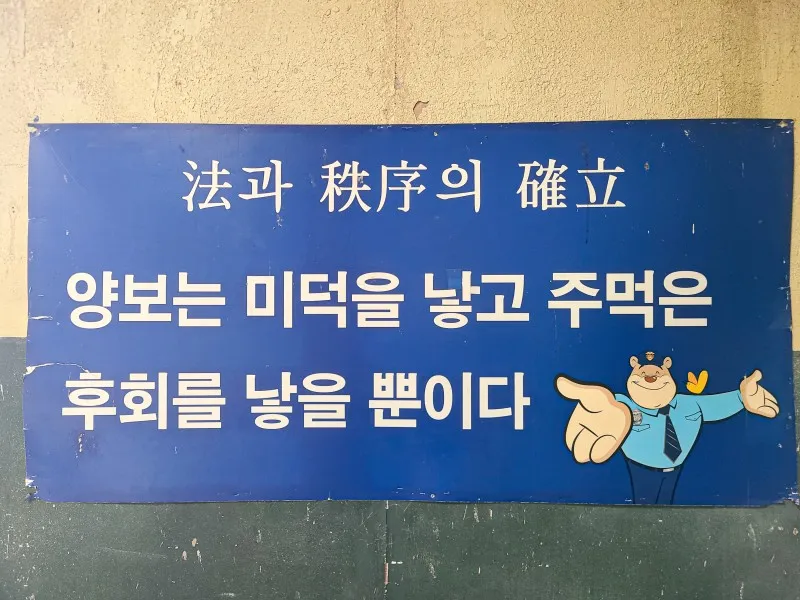 法과 秩序의 確立
양보는 미덕을 낳고 주먹은
후회를 낳을 뿐이다